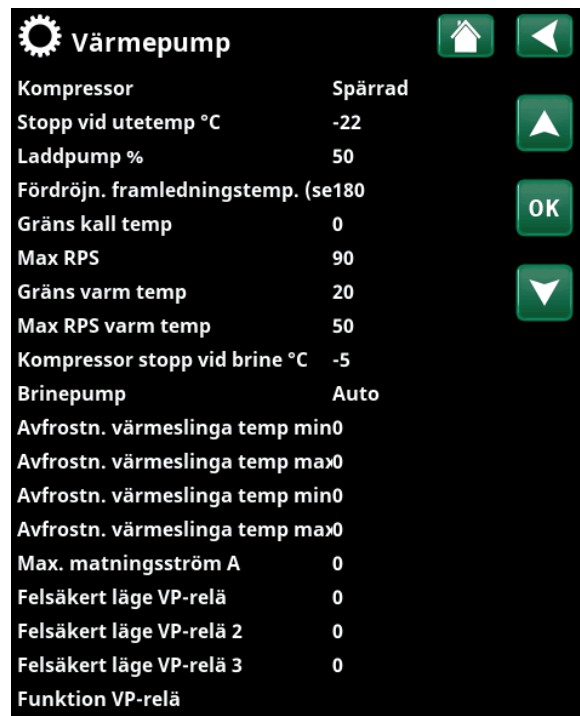 Värmepump
Kompressor Spärrad
Stopp vid utetemp °C -22
Laddpump % 50
Fördröjn. framledningstemp. (se180
Gräns kall temp 0
Max RPS 90
Gräns varm temp 20
Max RPS varm temp 50
Kompressor stopp vid brine °C -5
Brinepump Auto
Avfrostn. värmeslinga temp min0
Avfrostn. värmeslinga temp max0
Avfrostn. värmeslinga temp min0
Avfrostn. värmeslinga temp max0
Max. matningsström A 0
Felsäkert läge VP-relä 0
Felsäkert läge VP-relä 2 0
Felsäkert läge VP-relä 3 0
Funktion VP-relä
OK